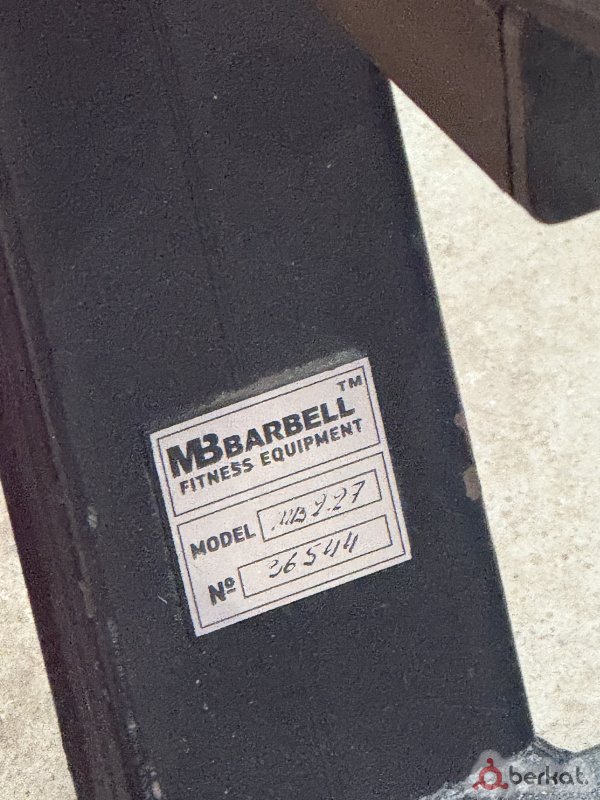 MB BARBELL™
FITNESS EQUIPMENT
MODEL MB 2.27
Nº 36544
berkat.